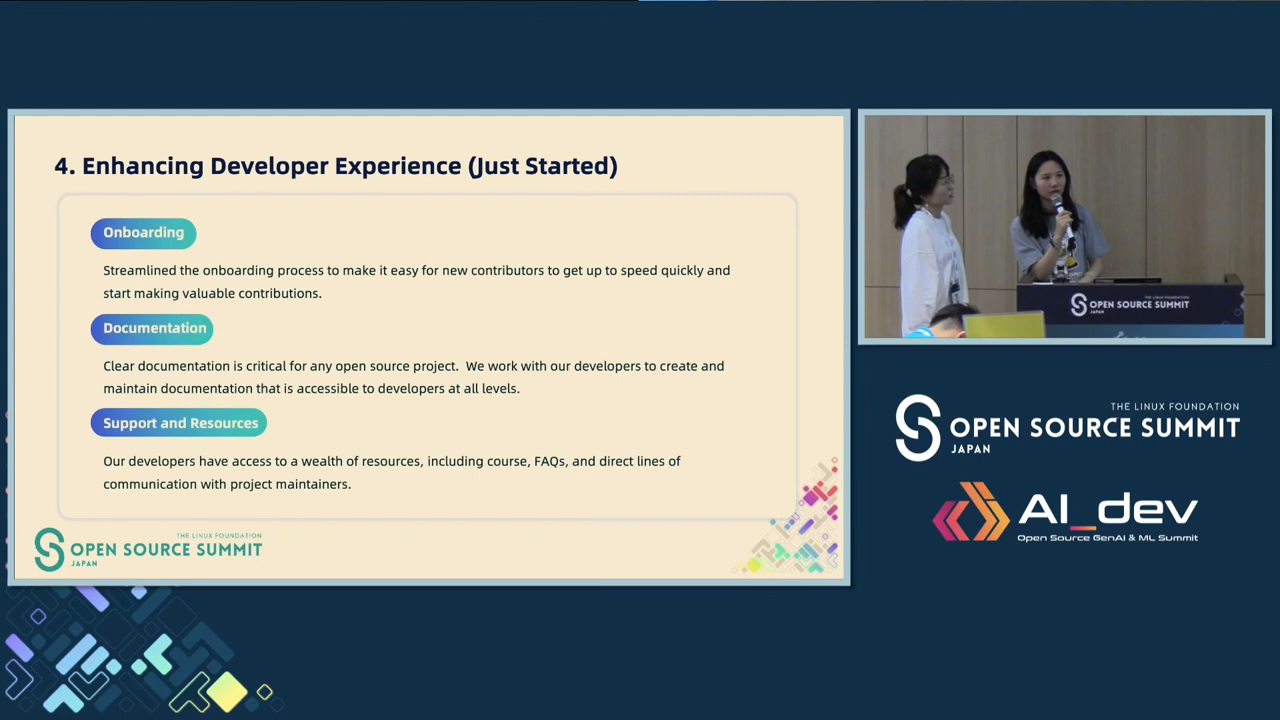 4. Enhancing Developer Experience (Just Started)
Onboarding
Streamlined the onboarding process to make it easy for new contributors to get up to speed quickly and
start making valuable contributions.
Documentation
Clear documentation is critical for any open source project.  We work with our developers to create and
maintain documentation that is accessible to developers at all levels.
Support and Resources
Our developers have access to a wealth of resources, including course, FAQs, and direct lines of
communication with project maintainers.
THE LINUX FOUNDATION
OPEN SOURCE SUMMIT
JAPAN
THE LINUX FOUNDATION
OPEN SOURCE SUMMIT
JAPAN
THE LINUX FOUNDATION
OPEN SOURCE SUMMIT
JAPAN
AI_dev
Open Source GenAI & ML Summit